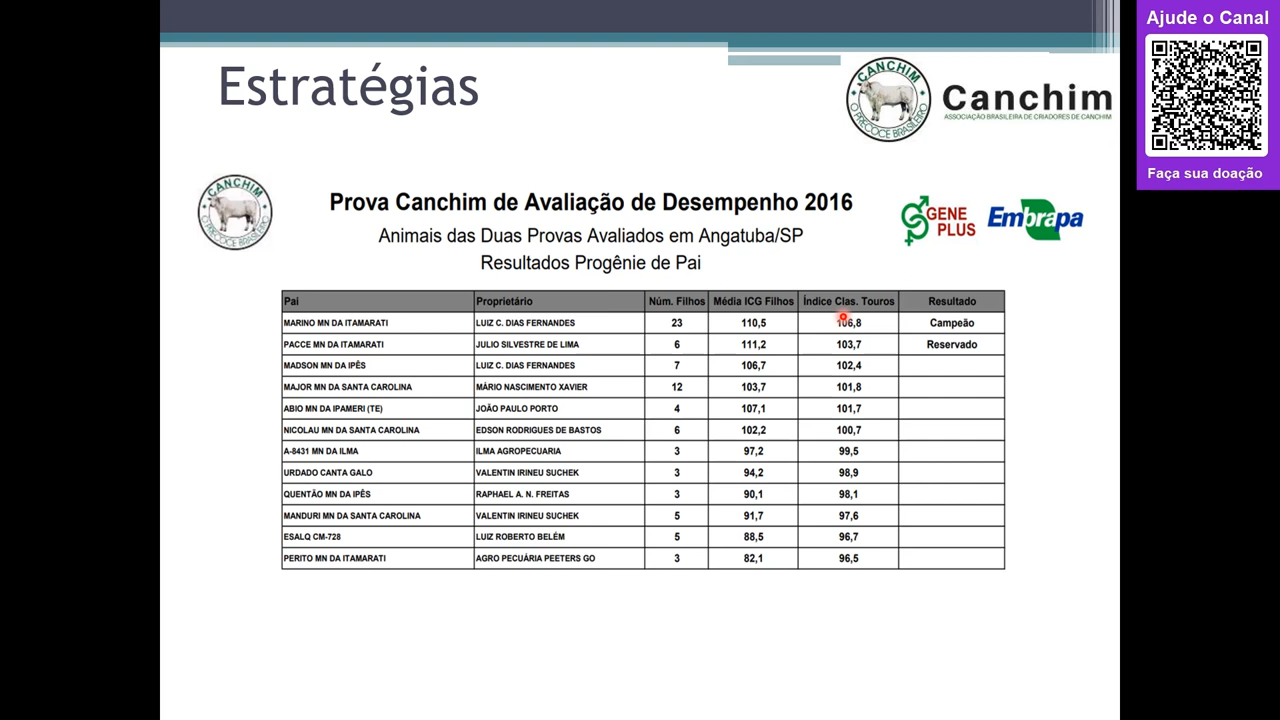 Ajude o Canal
Faça sua doação
Estratégias
CANCHIM
O PRECOCE BRASILEIRO
Canchim
ASSOCIAÇÃO BRASILEIRA DE CRIADORES DE CANCHIM
CANCHIM
O PRECOCE BRASILEIRO
Prova Canchim de Avaliação de Desempenho 2016
Animais das Duas Provas Avaliados em Angatuba/SP
Resultados Progênie de Pai
GENE
PLUS
Embrapa
Pai Proprietário Núm. Filhos Média ICG Filhos Índice Clas. Touros Resultado
MARINO MN DA ITAMARATI LUIZ C. DIAS FERNANDES 23 110,5 106,8 Campeão
PACCE MN DA ITAMARATI JULIO SILVESTRE DE LIMA 6 111,2 103,7 Reservado
MADSON MN DA IPÊS LUIZ C. DIAS FERNANDES 7 106,7 102,4
MAJOR MN DA SANTA CAROLINA MÁRIO NASCIMENTO XAVIER 12 103,7 101,8
ABIO MN DA IPAMERI (TE) JOÃO PAULO PORTO 4 107,1 101,7
NICOLAU MN DA SANTA CAROLINA EDSON RODRIGUES DE BASTOS 6 102,2 100,7
A-8431 MN DA ILMA ILMA AGROPECUARIA 3 97,2 99,5
URDADO CANTA GALO VALENTIN IRINEU SUCHEK 3 94,2 98,9
QUENTÃO MN DA IPÊS RAPHAEL A. N. FREITAS 3 90,1 98,1
MANDURI MN DA SANTA CAROLINA VALENTIN IRINEU SUCHEK 5 91,7 97,6
ESALQ CM-728 LUIZ ROBERTO BELÉM 5 88,5 96,7
PERITO MN DA ITAMARATI AGRO PECUÁRIA PEETERS GO 3 82,1 96,5